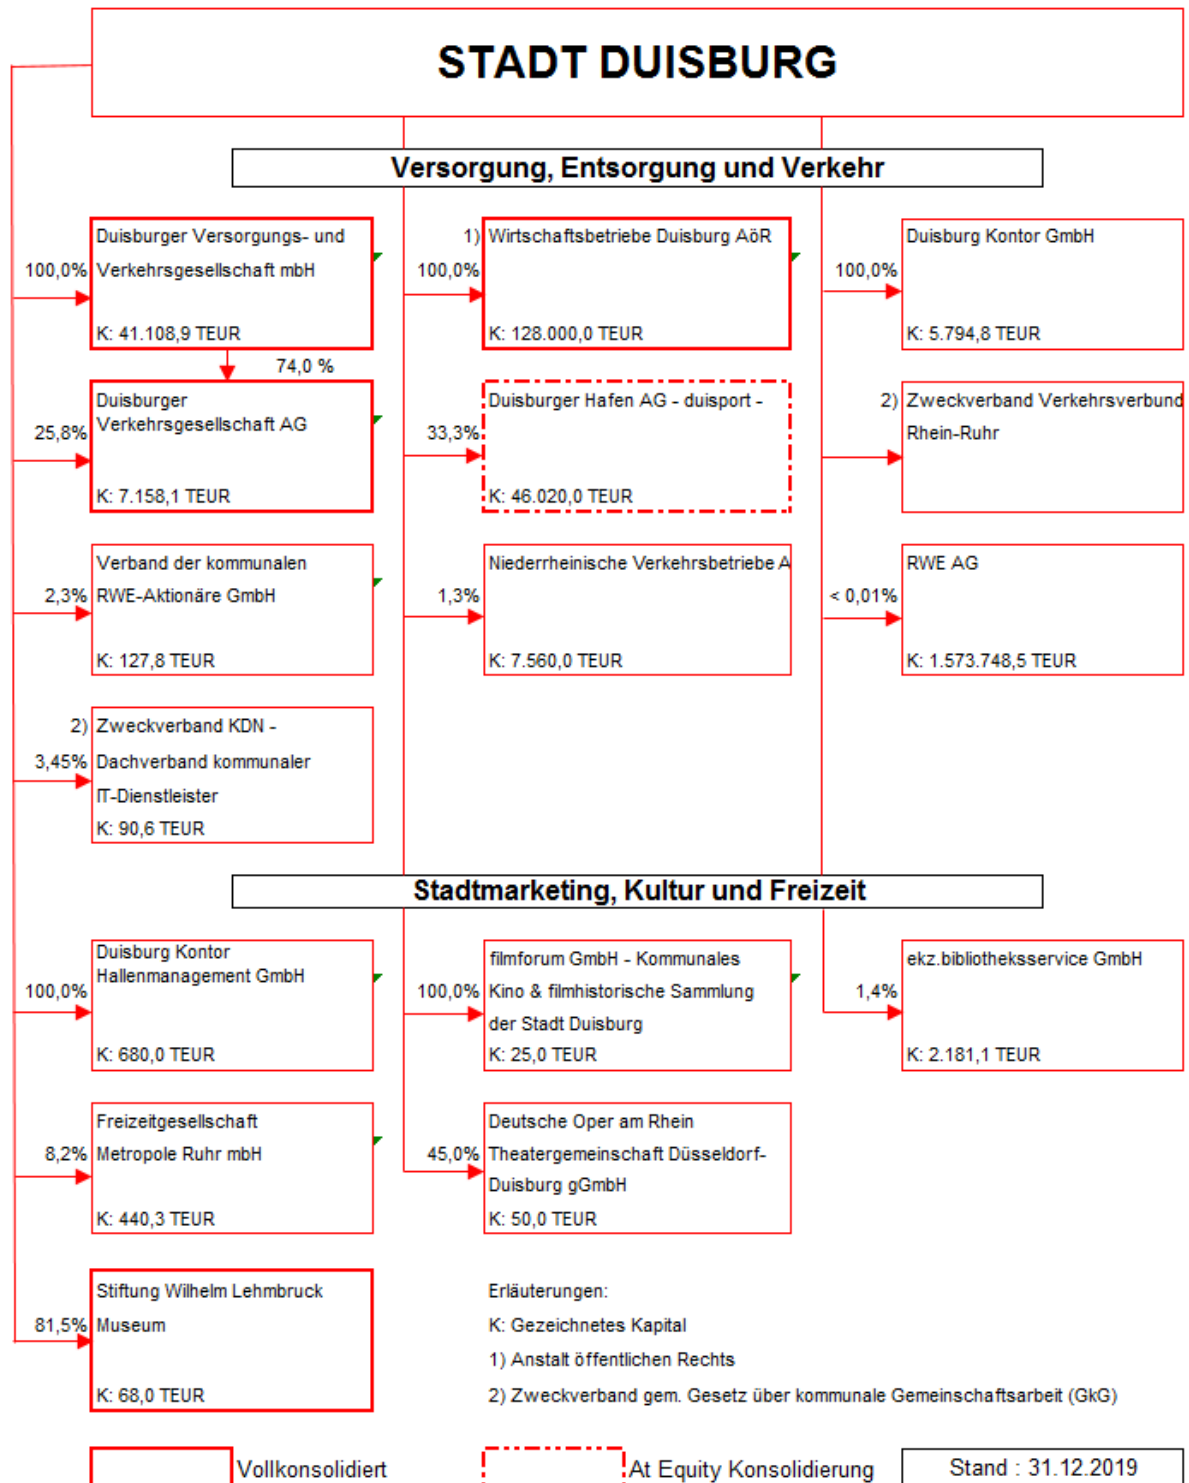 STADT DUISBURG
Versorgung, Entsorgung und Verkehr
Duisburger Versorgungs- und
100,0% Verkehrsgesellschaft mbH
K: 41.108,9 TEUR
1) Wirtschaftsbetriebe Duisburg AöR
100,0%
K: 128.000,0 TEUR
Duisburg Kontor GmbH
100,0%
K: 5.794,8 TEUR
74,0 %
Duisburger
Verkehrsgesellschaft AG
25,8%
K: 7.158,1 TEUR
Duisburger Hafen AG - duisport -
33,3%
K: 46.020,0 TEUR
2) Zweckverband Verkehrsverbund
Rhein-Ruhr
Verband der kommunalen
2,3% RWE-Aktionäre GmbH
K: 127,8 TEUR
Niederrheinische Verkehrsbetriebe A
1,3%
K: 7.560,0 TEUR
RWE AG
< 0,01%
K: 1.573.748,5 TEUR
2) Zweckverband KDN -
3,45% Dachverband kommunaler
IT-Dienstleister
K: 90,6 TEUR
Stadtmarketing, Kultur und Freizeit
Duisburg Kontor
Hallenmanagement GmbH
100,0%
K: 680,0 TEUR
filmforum GmbH - Kommunales
100,0% Kino & filmhistorische Sammlung
der Stadt Duisburg
K: 25,0 TEUR
ekz.bibliotheksservice GmbH
1,4%
K: 2.181,1 TEUR
Freizeitgesellschaft
8,2% Metropole Ruhr mbH
K: 440,3 TEUR
Deutsche Oper am Rhein
45,0% Theatergemeinschaft Düsseldorf-
Duisburg gGmbH
K: 50,0 TEUR
Stiftung Wilhelm Lehmbruck
81,5% Museum
K: 68,0 TEUR
Erläuterungen:
K: Gezeichnetes Kapital
1) Anstalt öffentlichen Rechts
2) Zweckverband gem. Gesetz über kommunale Gemeinschaftsarbeit (GkG)
Vollkonsolidiert
At Equity Konsolidierung
Stand : 31.12.2019